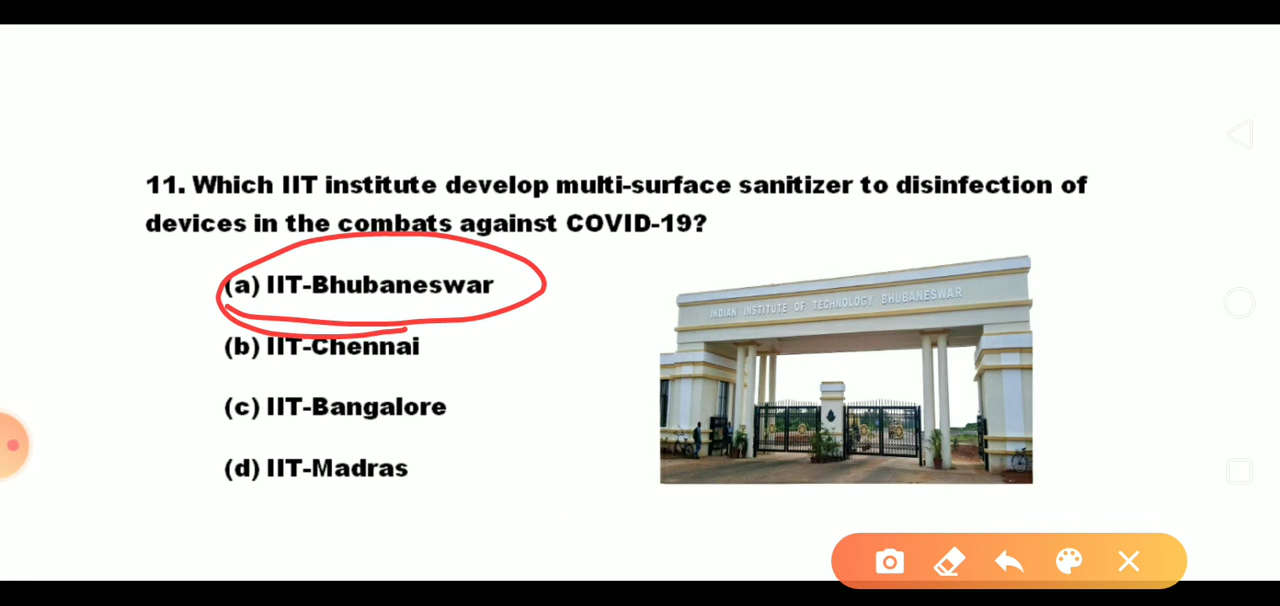 11. Which IIT institute develop multi-surface sanitizer to disinfection of
devices in the combats against COVID-19?
(a) IIT-Bhubaneswar
(b) IIT-Chennai
(c) IIT-Bangalore
(d) IIT-Madras
INDIAN INSTITUTE OF TECHNOLOGY BHUBANESWAR